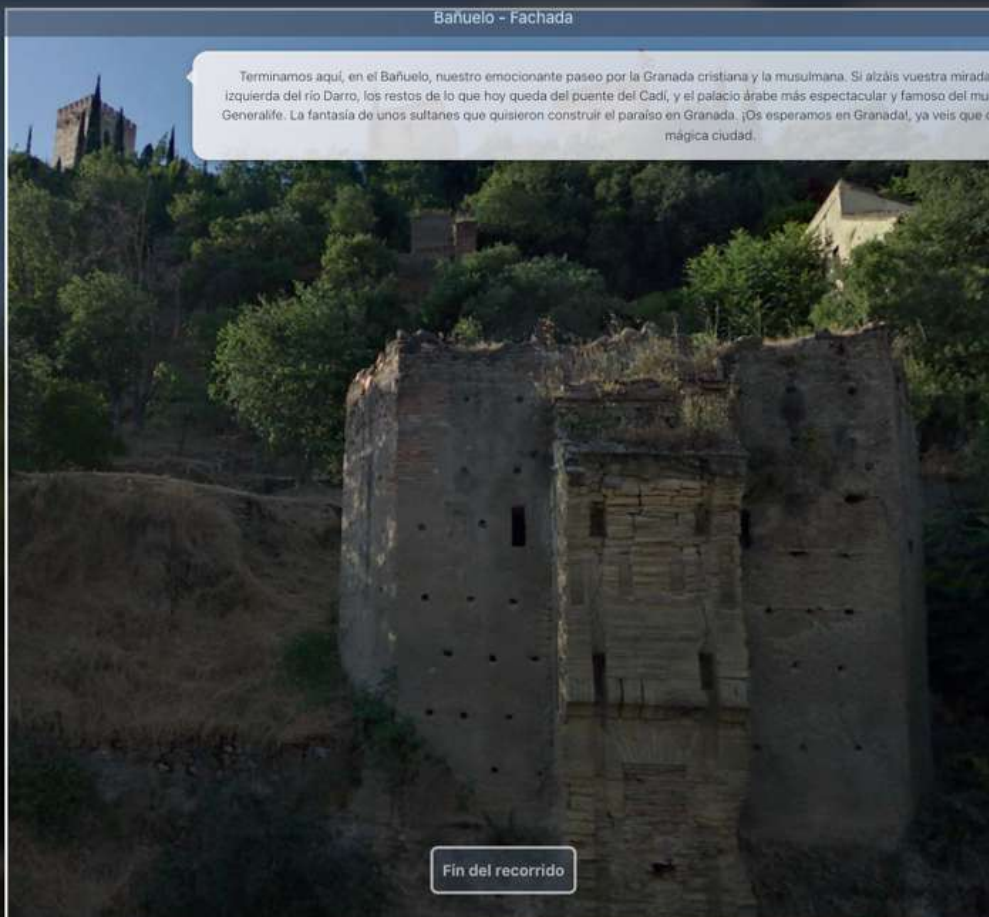 Bañuelo - Fachada
Terminamos aquí, en el Bañuelo, nuestro emocionante paseo por la Granada cristiana y la musulmana. Si alzáis vuestra mirada
izquierda del río Darro, los restos de lo que hoy queda del puente del Cadí, y el palacio árabe más espectacular y famoso del mu
Generalife. La fantasía de unos sultanes que quisieron construir el paraíso en Granada. ¡Os esperamos en Granada!, ya veis que
mágica ciudad.
Fin del recorrido